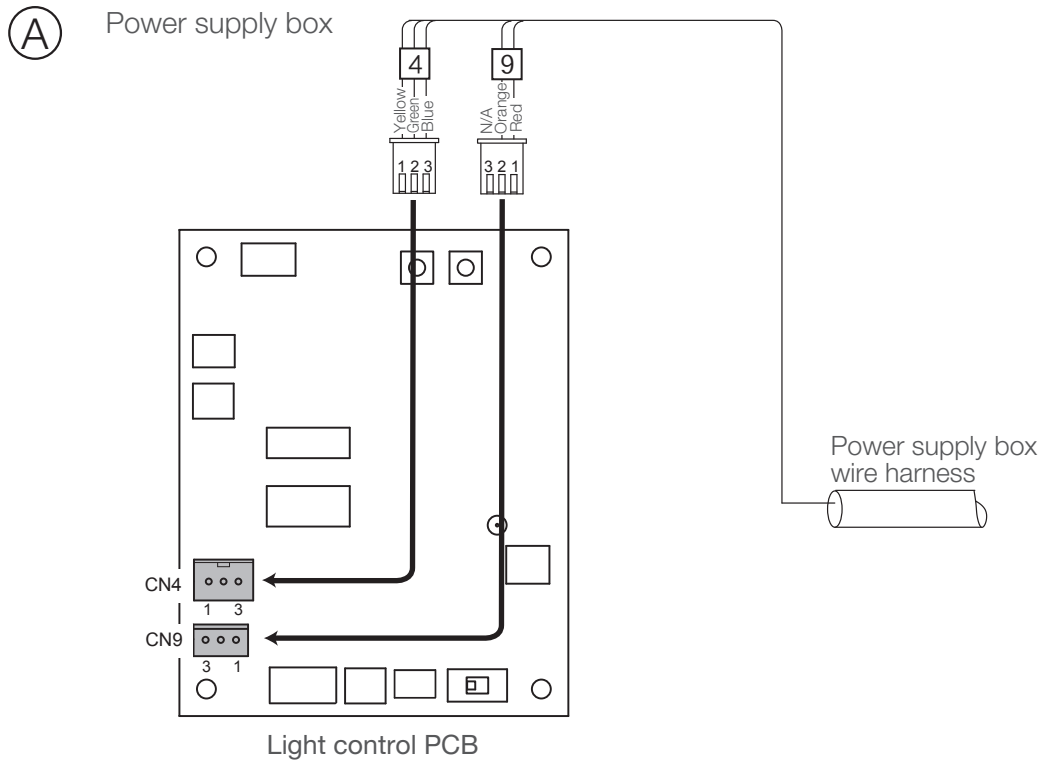 A
Power supply box
4
9
Yellow
Green
Blue
N/A
Orange
Red
1 2 3
3 2 1
Power supply box
wire harness
CN4
1 3
CN9
3 1
Light control PCB